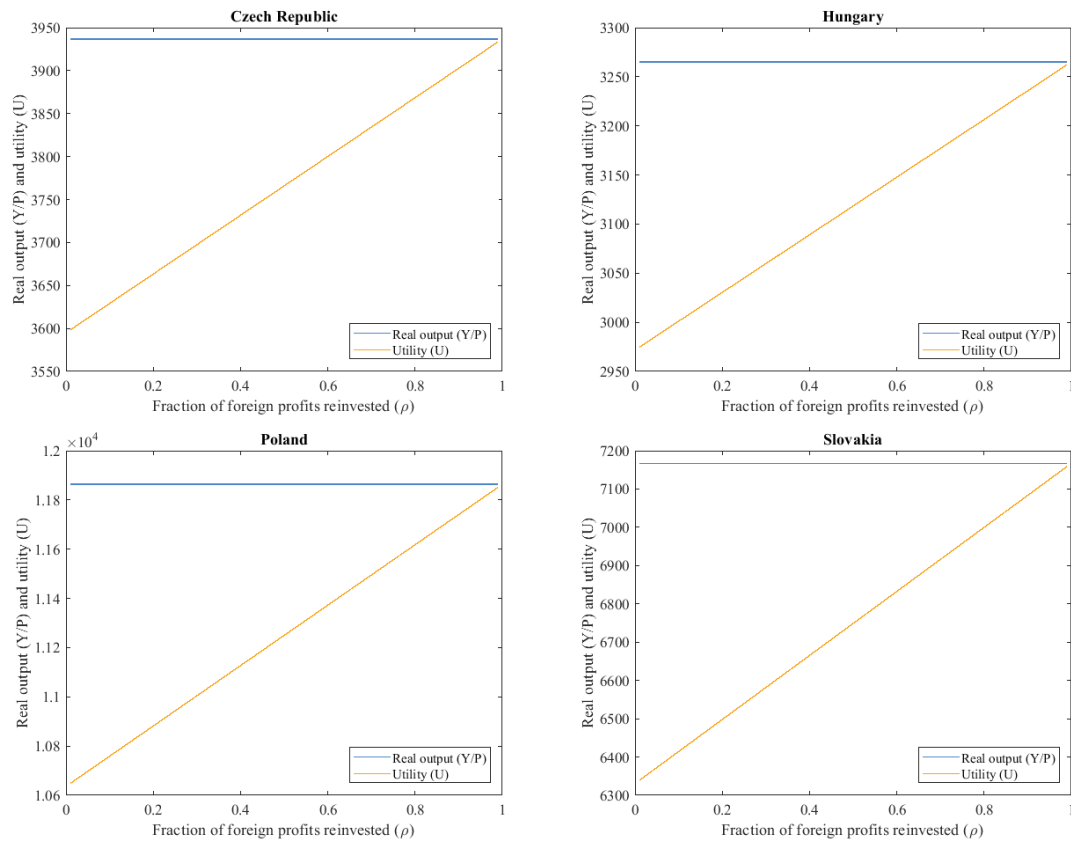 Czech Republic
3950
3900
3850
3800
3750
3700
3650
3600
3550
Real output (Y/P) and utility (U)
Real output (Y/P)
Utility (U)
0 0.2 0.4 0.6 0.8 1
Fraction of foreign profits reinvested (ρ)
Hungary
3300
3250
3200
3150
3100
3050
3000
2950
Real output (Y/P) and utility (U)
Real output (Y/P)
Utility (U)
0 0.2 0.4 0.6 0.8 1
Fraction of foreign profits reinvested (ρ)
Poland
×10⁴
1.2
1.18
1.16
1.14
1.12
1.1
1.08
1.06
Real output (Y/P) and utility (U)
Real output (Y/P)
Utility (U)
0 0.2 0.4 0.6 0.8 1
Fraction of foreign profits reinvested (ρ)
Slovakia
7200
7100
7000
6900
6800
6700
6600
6500
6400
6300
Real output (Y/P) and utility (U)
Real output (Y/P)
Utility (U)
0 0.2 0.4 0.6 0.8 1
Fraction of foreign profits reinvested (ρ)